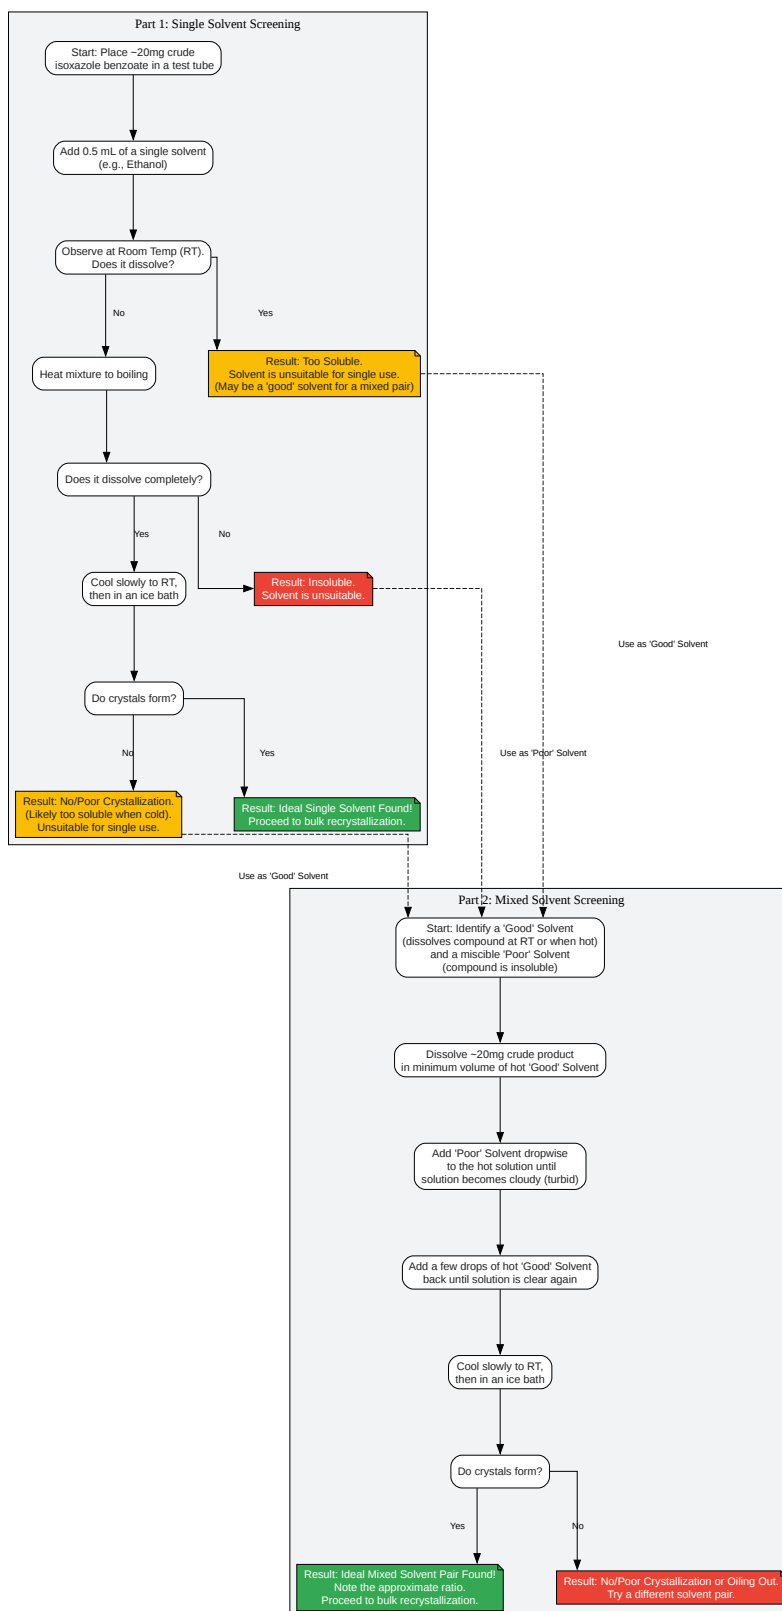 Part 1: Single Solvent Screening
Start: Place ~20mg crude
isoxazole benzoate in a test tube
Add 0.5 mL of a single solvent
(e.g., Ethanol)
Observe at Room Temp (RT).
Does it dissolve?
No
Yes
Result: Too Soluble.
Solvent is unsuitable for single use.
(May be a 'good' solvent for a mixed pair)
Heat mixture to boiling
Does it dissolve completely?
Yes
No
Cool slowly to RT,
then in an ice bath
Result: Insoluble.
Solvent is unsuitable.
Use as 'Good' Solvent
Do crystals form?
No
Yes
Use as 'Poor' Solvent
Result: No/Poor Crystallization.
(Likely too soluble when cold).
Unsuitable for single use.
Result: Ideal Single Solvent Found!
Proceed to bulk recrystallization.
Use as 'Good' Solvent
Part 2: Mixed Solvent Screening
Start: Identify a 'Good' Solvent
(dissolves compound at RT or when hot)
and a miscible 'Poor' Solvent
(compound is insoluble)
Dissolve ~20mg crude product
in minimum volume of hot 'Good' Solvent
Add 'Poor' Solvent dropwise
to the hot solution until
solution becomes cloudy (turbid)
Add a few drops of hot 'Good' Solvent
back until solution is clear again
Cool slowly to RT,
then in an ice bath
Do crystals form?
Yes
No
Result: Ideal Mixed Solvent Pair Found!
Note the approximate ratio.
Proceed to bulk recrystallization.
Result: No/Poor Crystallization or Oiling Out.
Try a different solvent pair.